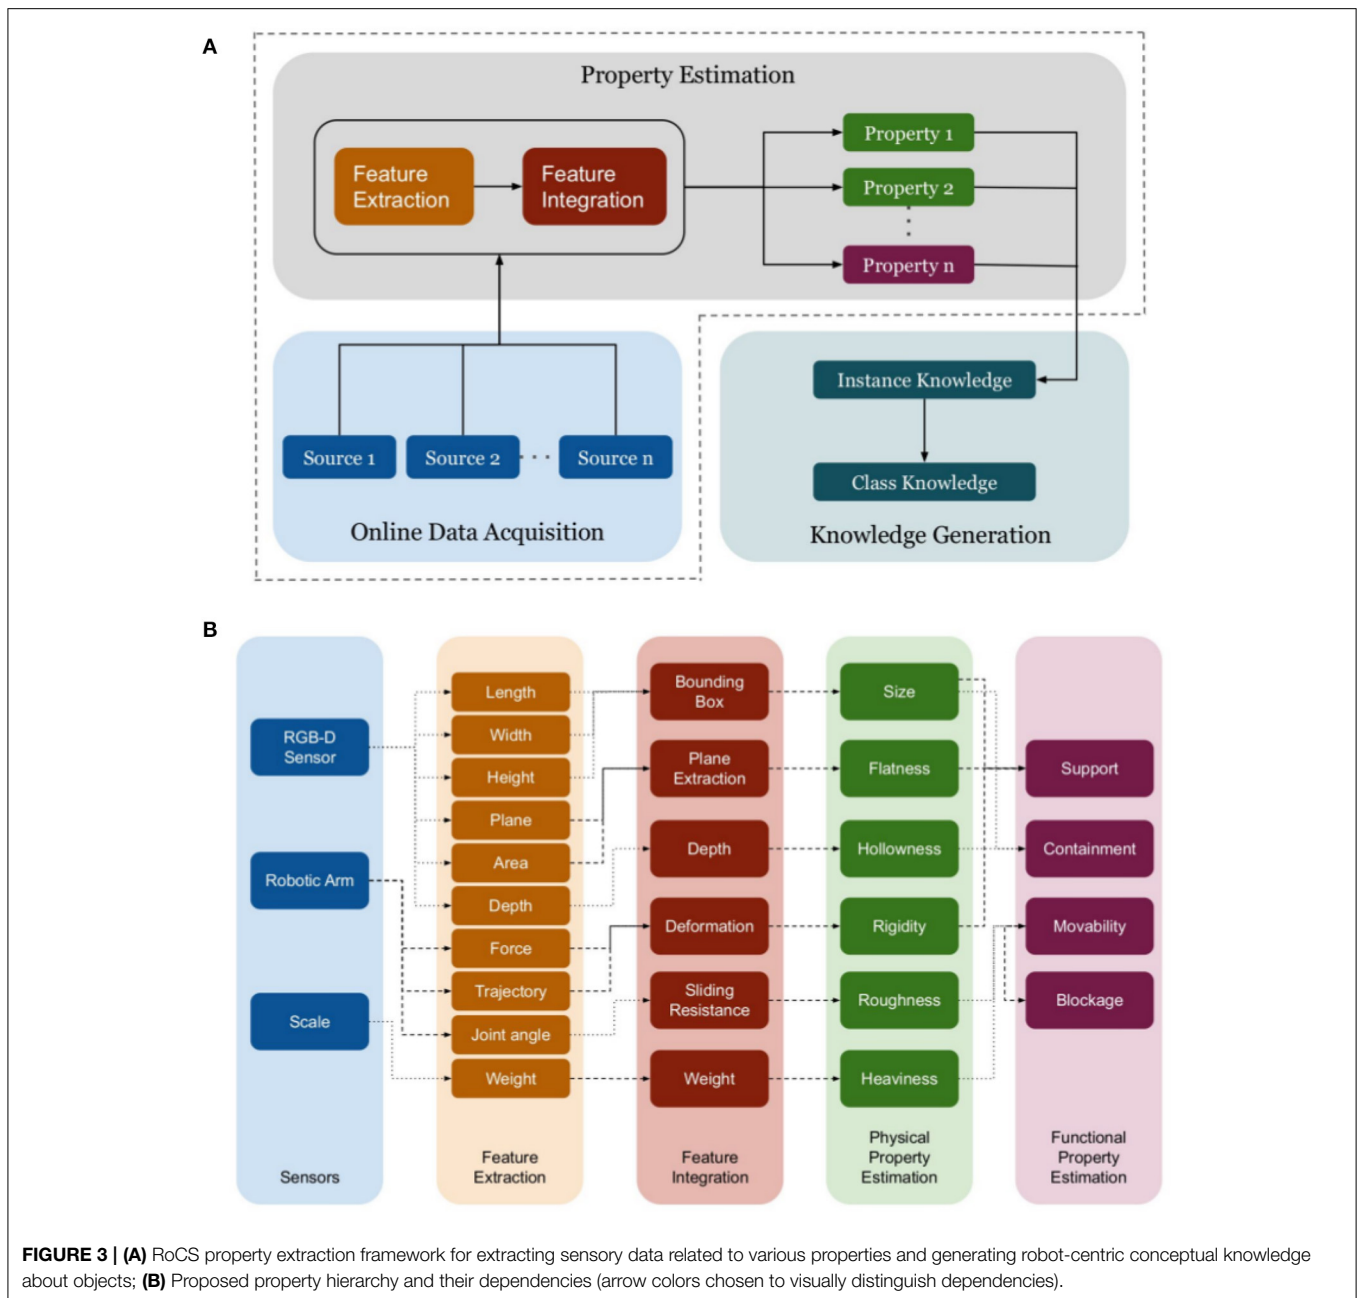 A
Property Estimation
Feature
Extraction
Feature
Integration
Property 1
Property 2
Property n
Source 1
Source 2
Source n
Online Data Acquisition
Instance Knowledge
Class Knowledge
Knowledge Generation
B
RGB-D
Sensor
Robotic Arm
Scale
Sensors
Length
Width
Height
Plane
Area
Depth
Force
Trajectory
Joint angle
Weight
Feature
Extraction
Bounding
Box
Plane
Extraction
Depth
Deformation
Sliding
Resistance
Weight
Feature
Integration
Size
Flatness
Hollowness
Rigidity
Roughness
Heaviness
Physical
Property
Estimation
Support
Containment
Movability
Blockage
Functional
Property
Estimation
FIGURE 3 | (A) RoCS property extraction framework for extracting sensory data related to various properties and generating robot-centric conceptual knowledge
about objects; (B) Proposed property hierarchy and their dependencies (arrow colors chosen to visually distinguish dependencies).